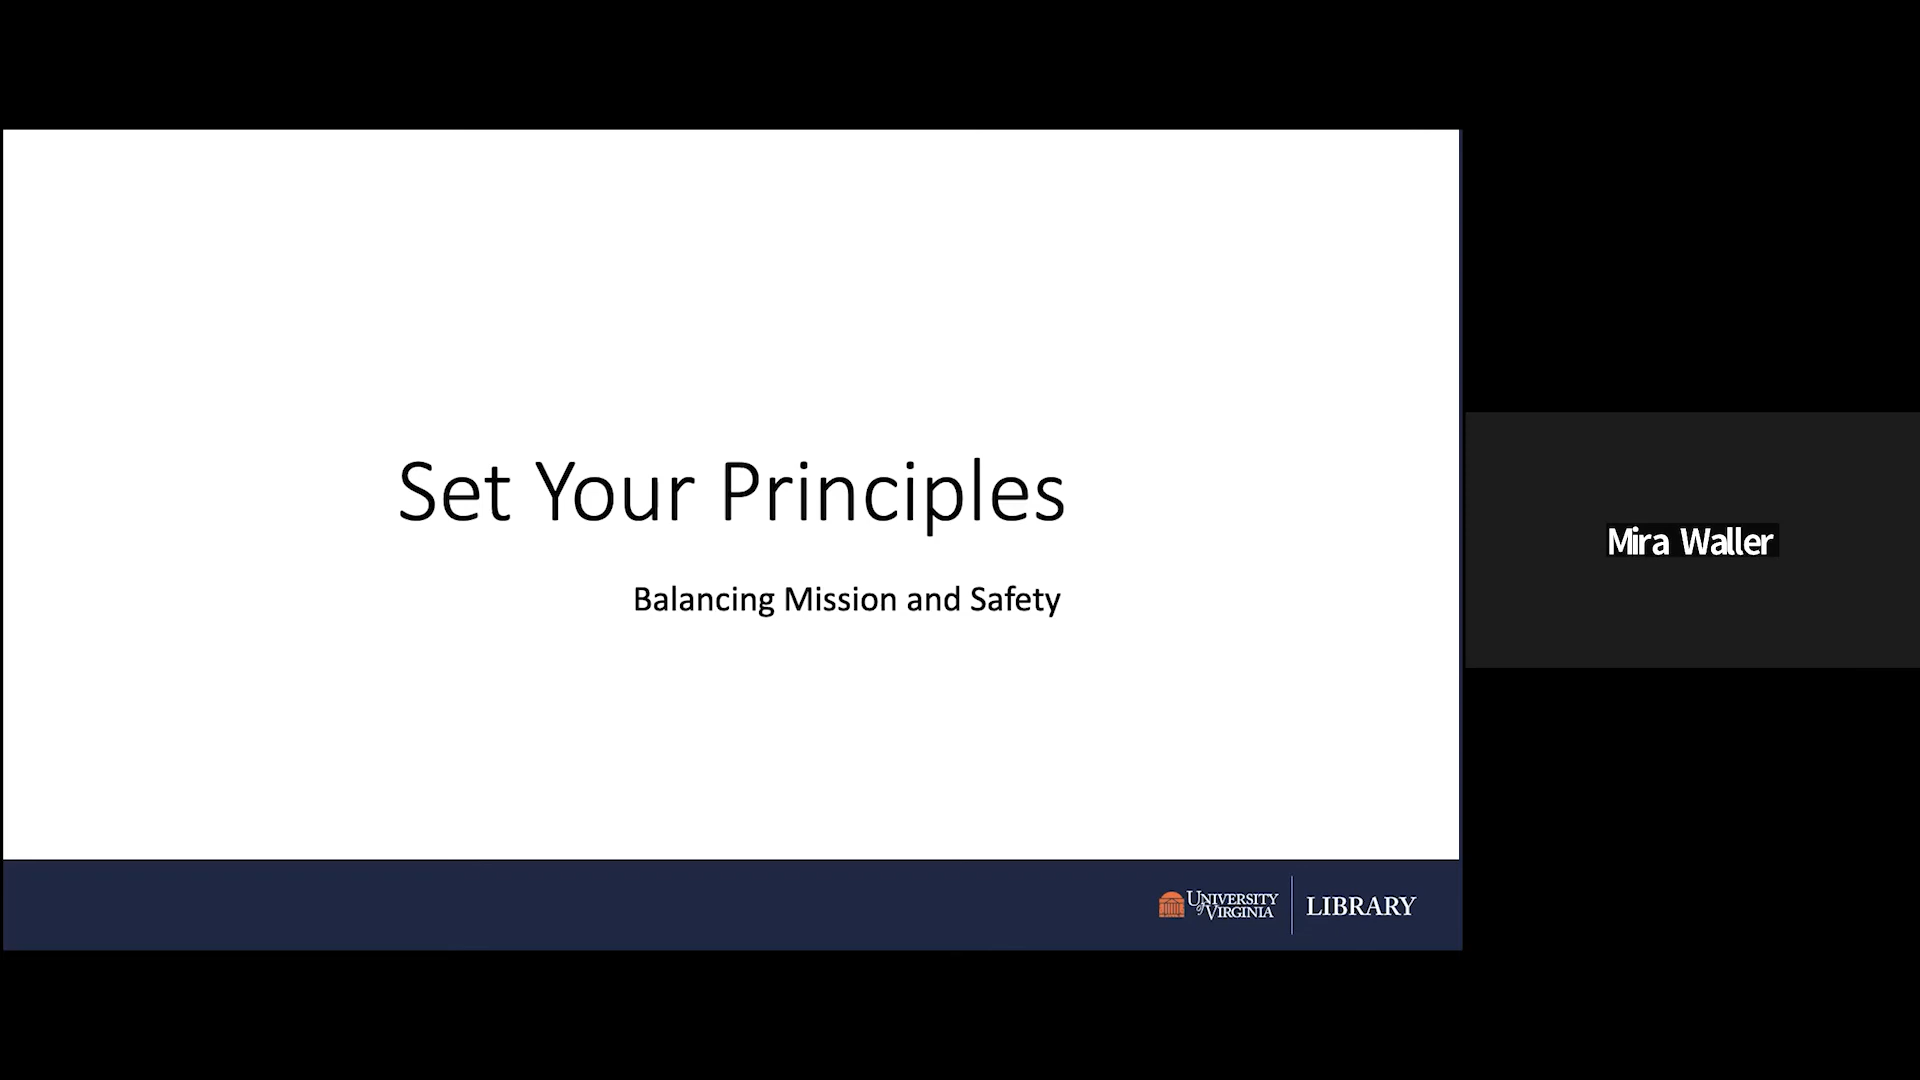 Set Your Principles
Balancing Mission and Safety
Mira Waller
UNIVERSITY
of VIRGINIA
LIBRARY